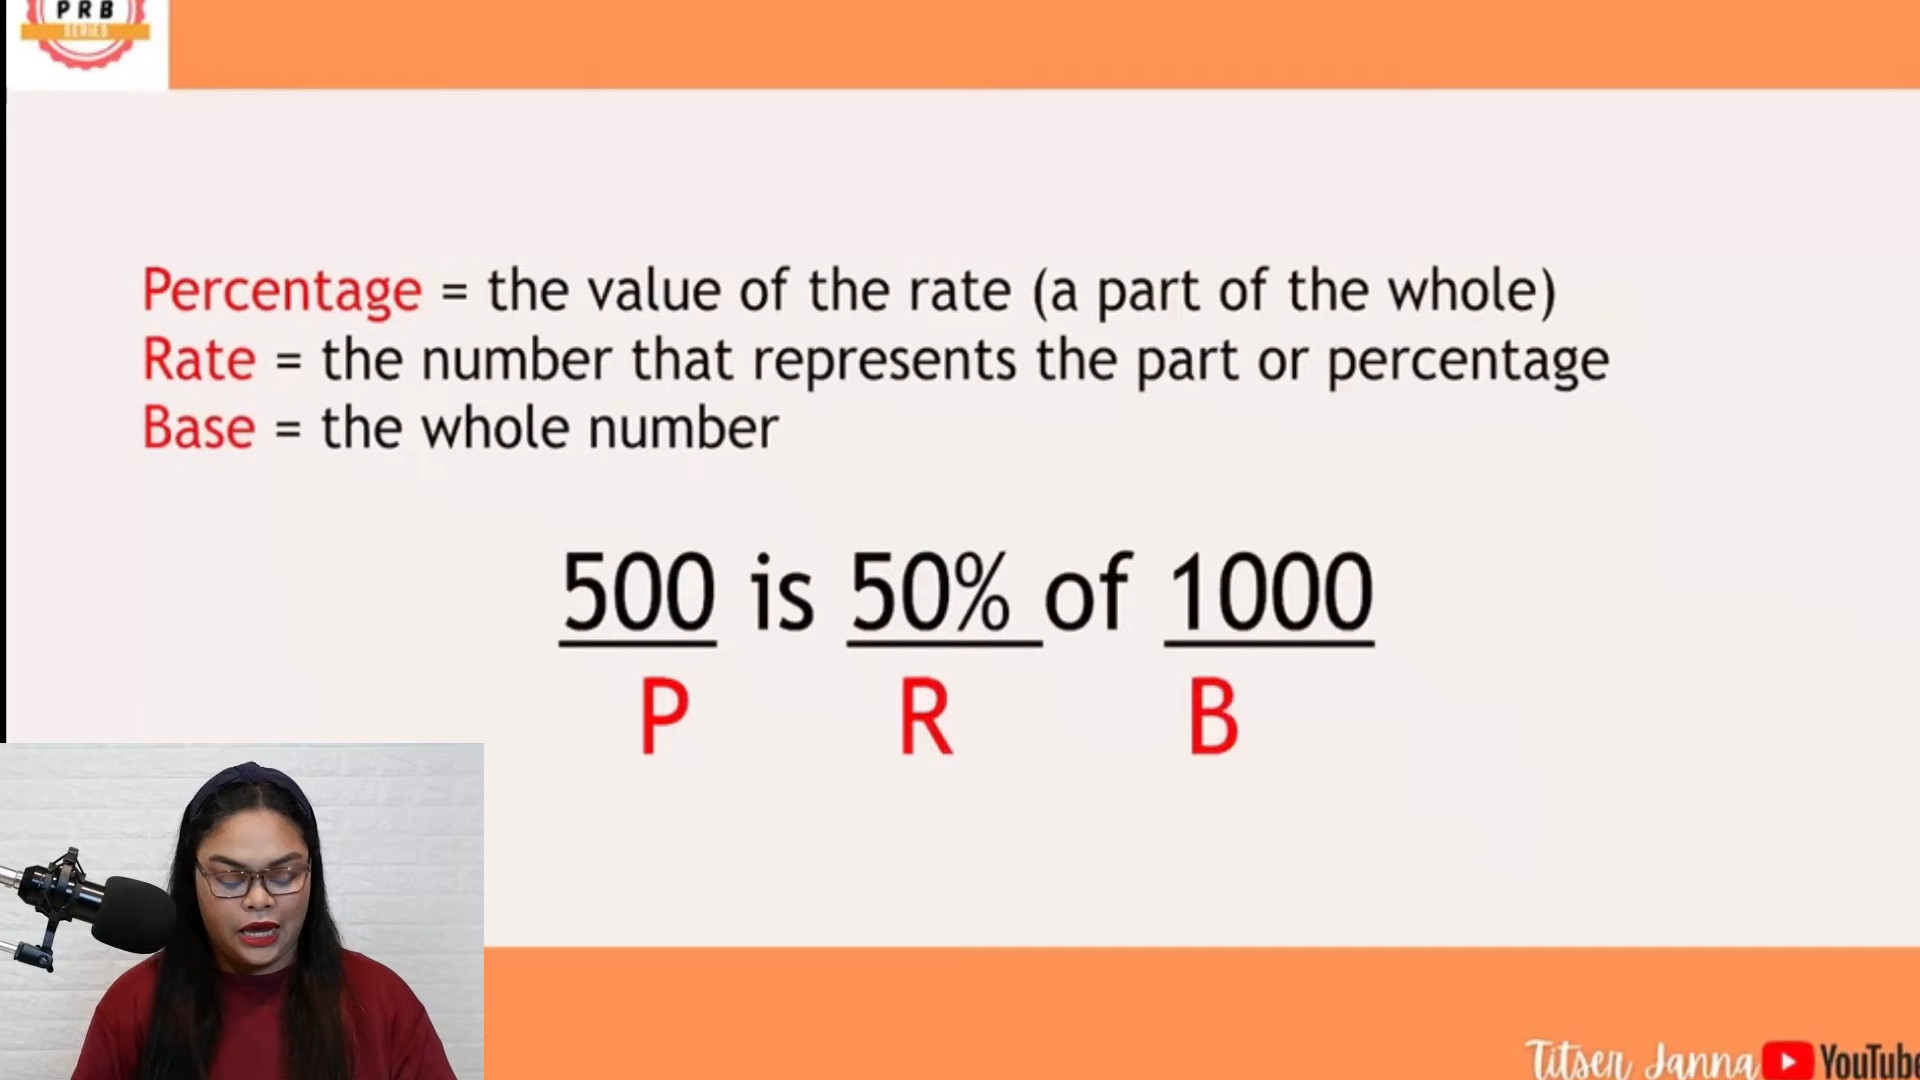 PRB
SERIES
Percentage = the value of the rate (a part of the whole)
Rate = the number that represents the part or percentage
Base = the whole number
500 is 50% of 1000
P R B
Titser Janna YouTube